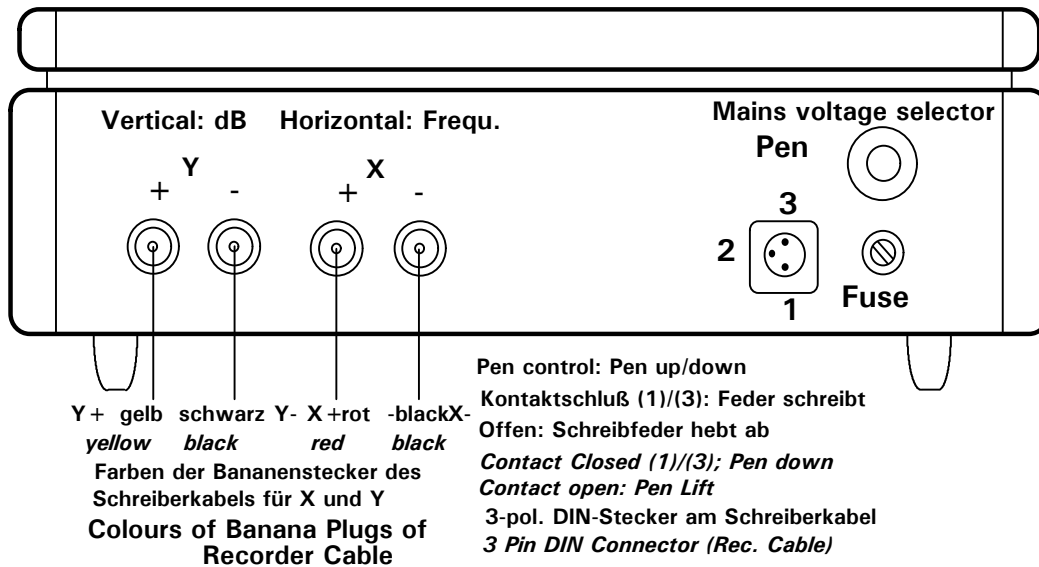 Mains voltage selector
Vertical: dB Horizontal: Frequ.
Pen
Y X
+ - + -
3
2
1
Fuse
Y+ gelb schwarz Y- X+rot -blackX-
yellow black red black
Farben der Bananenstecker des
Schreiberkabels für X und Y
Colours of Banana Plugs of
Recorder Cable
Pen control: Pen up/down
Kontaktschluß (1)/(3): Feder schreibt
Offen: Schreibfeder hebt ab
Contact Closed (1)/(3); Pen down
Contact open: Pen Lift
3-pol. DIN-Stecker am Schreiberkabel
3 Pin DIN Connector (Rec. Cable)